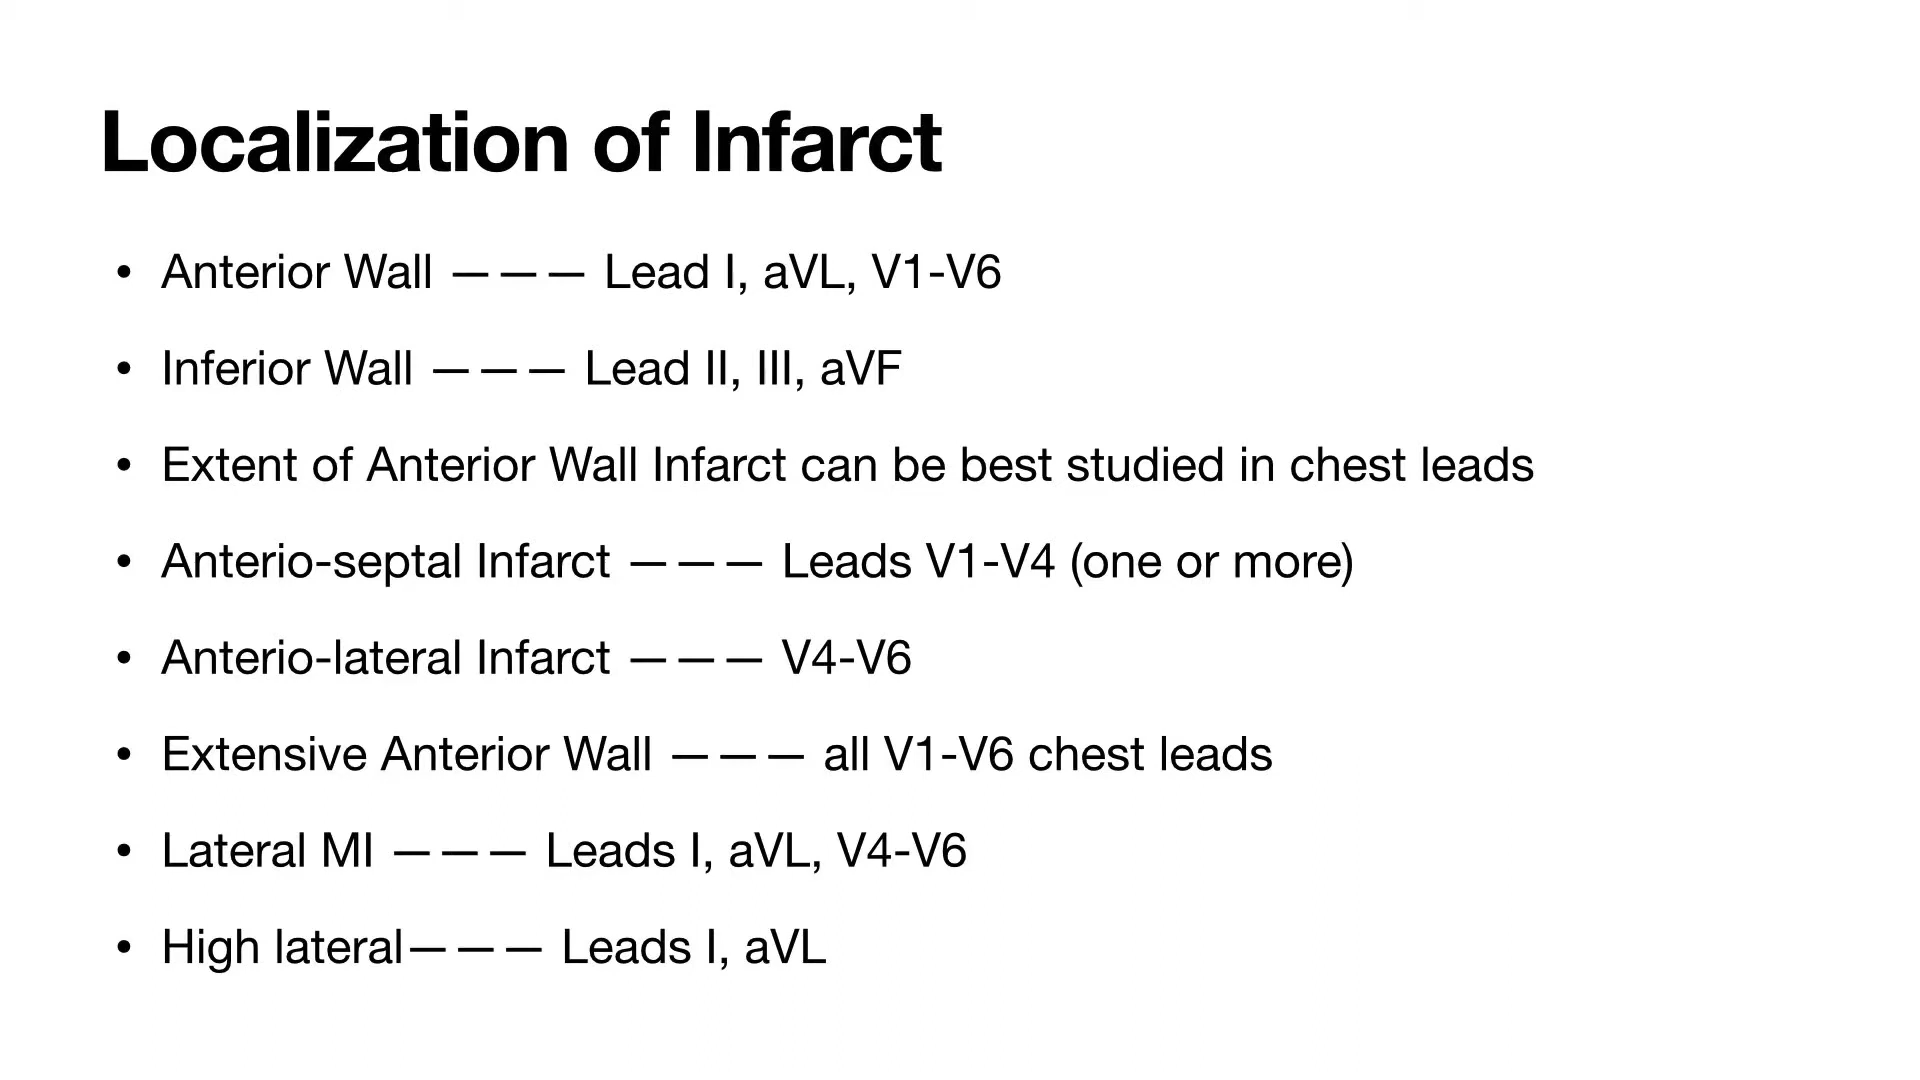 Localization of Infarct
• Anterior Wall — — — Lead I, aVL, V1-V6
• Inferior Wall — — — Lead II, III, aVF
• Extent of Anterior Wall Infarct can be best studied in chest leads
• Anterio-septal Infarct — — — Leads V1-V4 (one or more)
• Anterio-lateral Infarct — — — V4-V6
• Extensive Anterior Wall — — — all V1-V6 chest leads
• Lateral MI — — — Leads I, aVL, V4-V6
• High lateral— — — Leads I, aVL